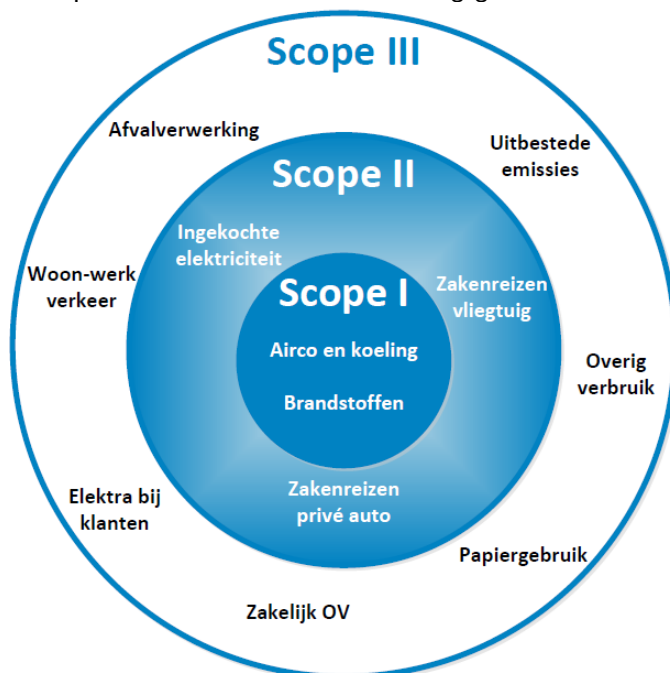 Scope III
Afvalverwerking
Uitbestede
emissies
Scope II
Ingekochte
elektriciteit
Woon-werk
verkeer
Zakenreizen
vliegtuig
Scope I
Airco en koeling
Brandstoffen
Overig
verbruik
Zakenreizen
privé auto
Elektra bij
klanten
Papiergebruik
Zakelijk OV